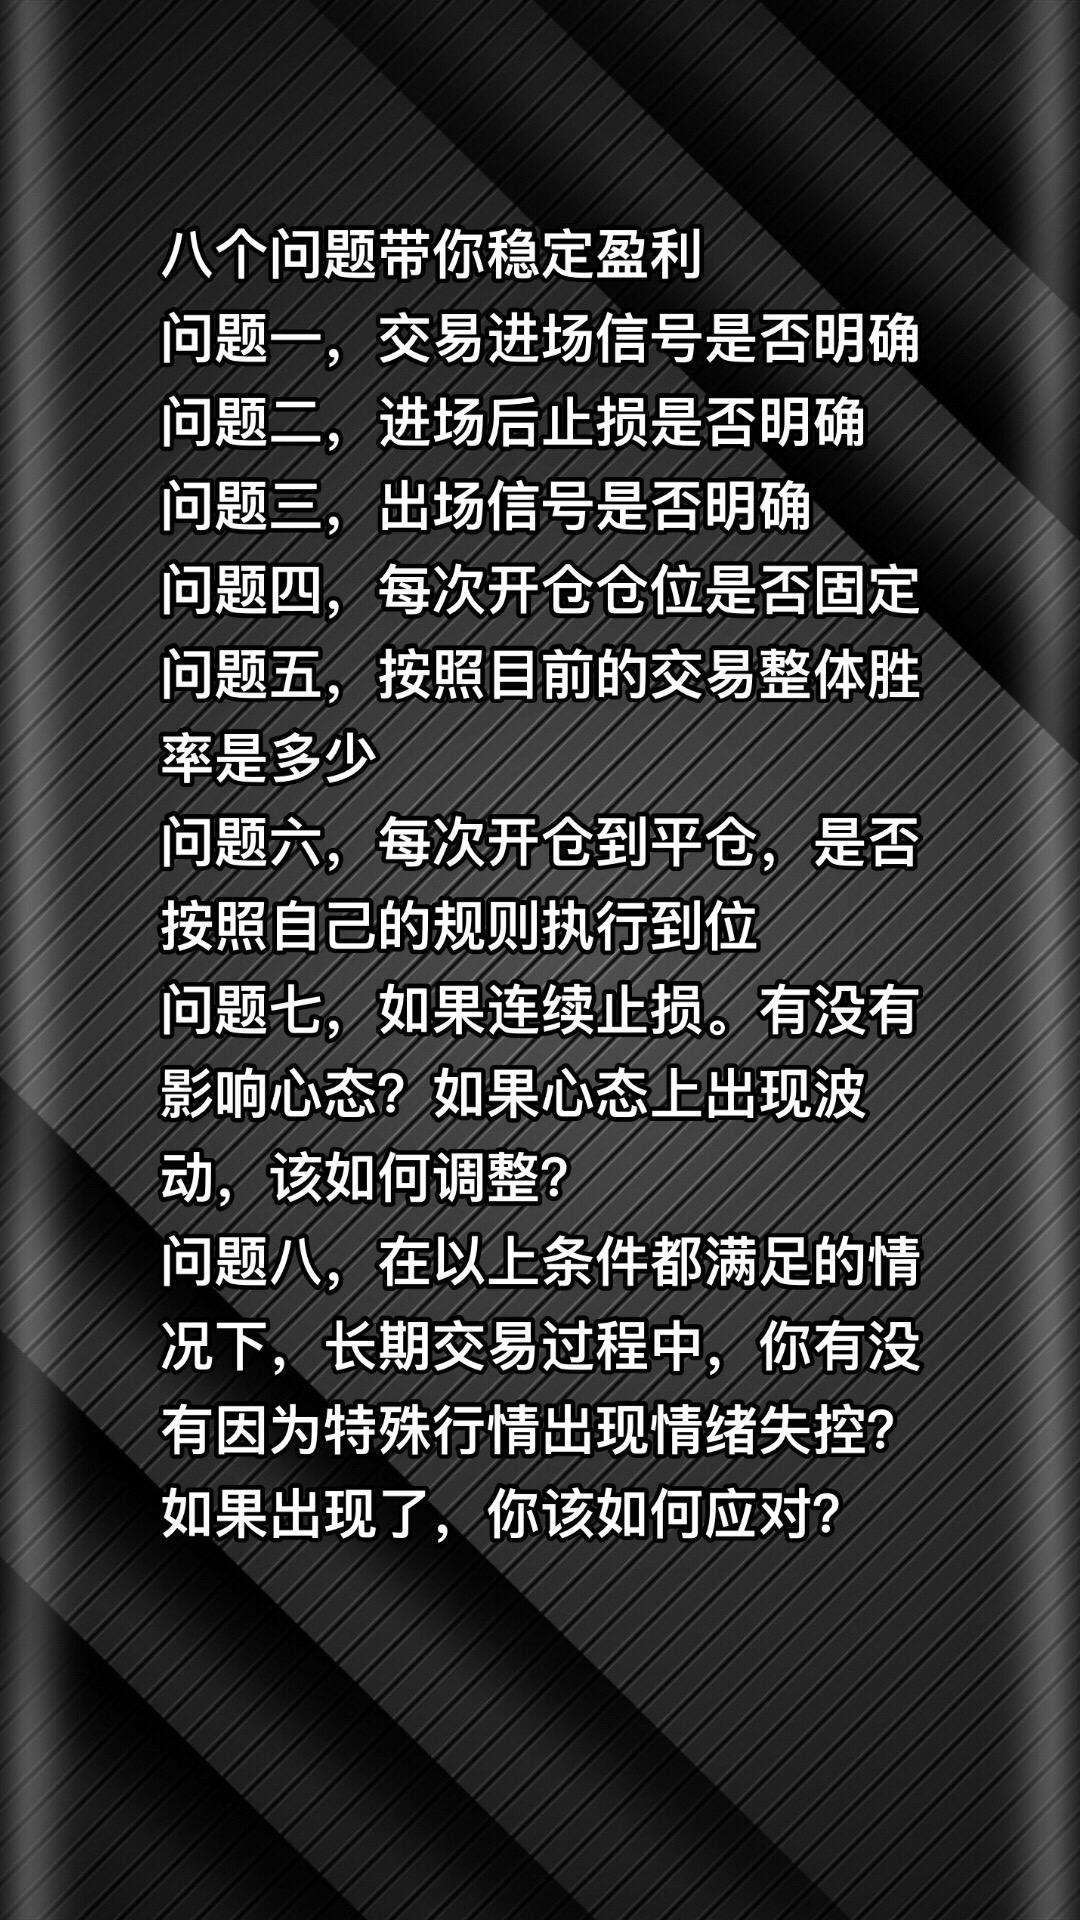 八个问题带你稳定盈利
问题一，交易进场信号是否明确
问题二，进场后止损是否明确
问题三，出场信号是否明确
问题四，每次开仓仓位是否固定
问题五，按照目前的交易整体胜
率是多少
问题六，每次开仓到平仓，是否
按照自己的规则执行到位
问题七，如果连续止损。有没有
影响心态？如果心态上出现波
动，该如何调整？
问题八，在以上条件都满足的情
况下，长期交易过程中，你有没
有因为特殊行情出现情绪失控？
如果出现了，你该如何应对？